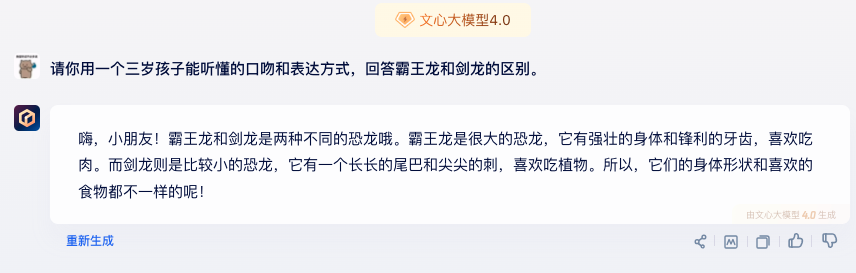 文心大模型4.0
请你用一个三岁孩子能听懂的口吻和表达方式，回答霸王龙和剑龙的区别。
嗨，小朋友！霸王龙和剑龙是两种不同的恐龙哦。霸王龙是很大的恐龙，它有强壮的身体和锋利的牙齿，喜欢吃
肉。而剑龙则是比较小的恐龙，它有一个长长的尾巴和尖尖的刺，喜欢吃植物。所以，它们的身体形状和喜欢的
食物都不一样的呢！
由文心大模型 4.0 生成
重新生成